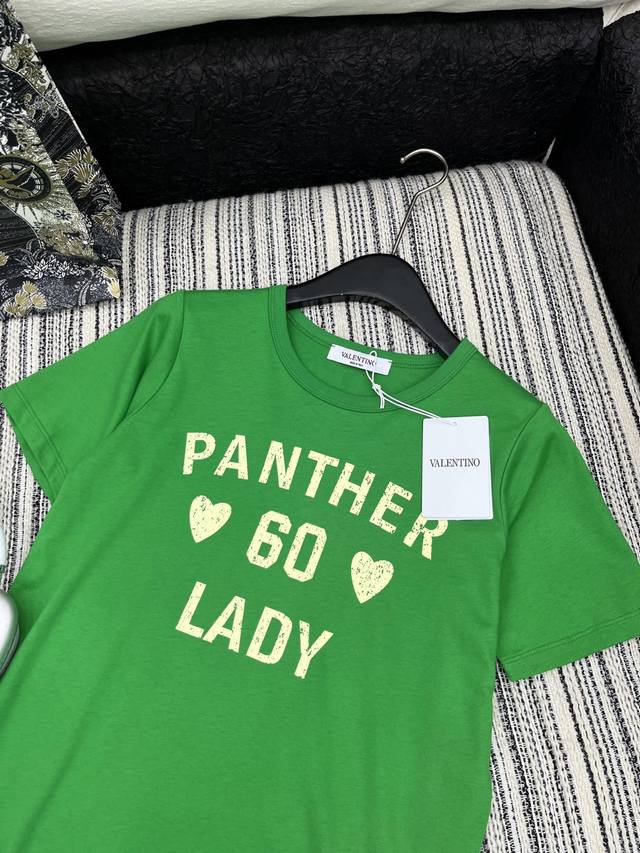 VALENTINO
VALENTINO
PANTHER
60
LADY